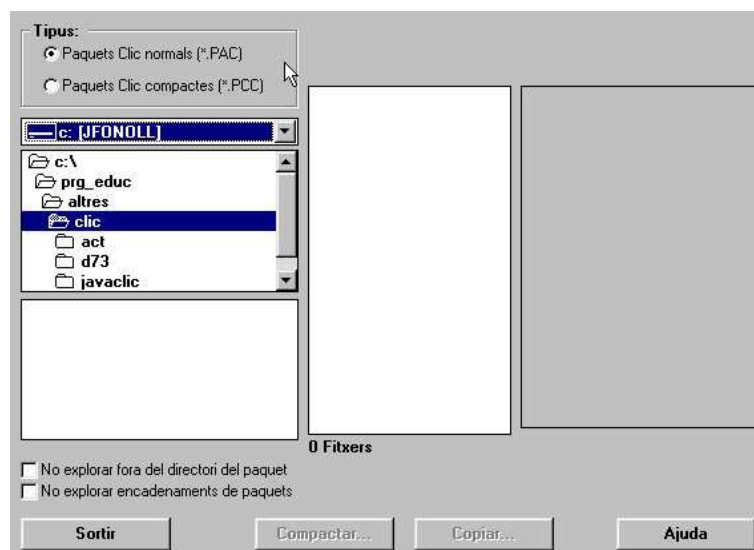 Tipus:
Paquets Clic normals (*.PAC)
Paquets Clic compactes (*.PCC)
c: [JFONOLL]
c:\
prg_educ
altres
clic
act
d73
javaclic
0 Fitxers
No explorar fora del directori del paquet
No explorar encadenaments de paquets
Sortir
Compactar...
Copiar...
Ajuda